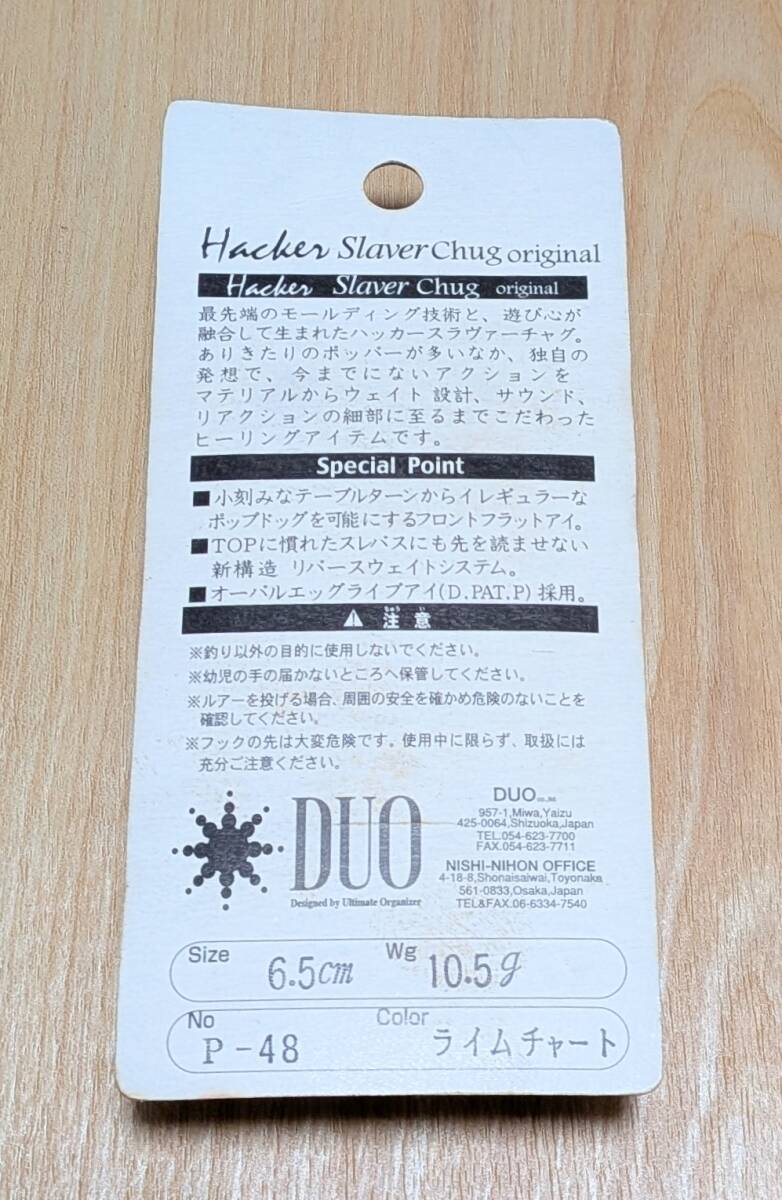 Hacker Slaver Chug original
Hacker Slaver Chug original
最先端のモールディング技術と、遊び心が
融合して生まれたハッカースラヴァーチャグ。
ありきたりのポッパーが多いなか、独自の
発想で、今までにないアクションを
マテリアルからウェイト設計、サウンド、
リアクションの細部に至るまでこだわった
ヒーリングアイテムです。
Special Point
■小刻みなテーブルターンからイレギュラーな
ポップドッグを可能にするフロントフラットアイ。
■TOPに慣れたスレバスにも先を読ませない
新構造 リバースウェイトシステム。
■オーバルエッグライブアイ(D.PAT.P)採用。
⚠ 注意
※釣り以外の目的に使用しないでください。
※幼児の手の届かないところへ保管してください。
※ルアーを投げる場合、周囲の安全を確かめ危険のないことを
確認してください。
※フックの先は大変危険です。使用中に限らず、取扱には
充分ご注意ください。
DUO
Designed by Ultimate Organizer
DUO co.,ltd.
957-1,Miwa,Yaizu
425-0064,Shizuoka,Japan
TEL.054-623-7700
FAX.054-623-7711
NISHI-NIHON OFFICE
4-18-8,Shonaisaiwai,Toyonaka
561-0833,Osaka,Japan
TEL&FAX.06-6334-7540
Size 6.5cm Wg 10.5g
No P-48 Color ライムチャート